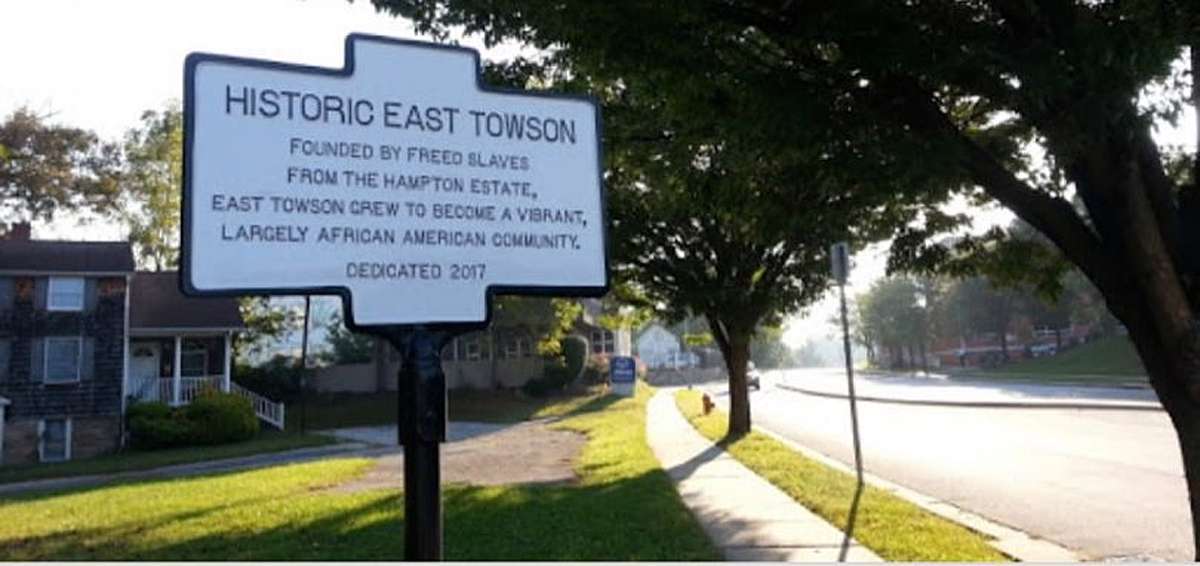 HISTORIC EAST TOWSON
FOUNDED BY FREED SLAVES
FROM THE HAMPTON ESTATE,
EAST TOWSON GREW TO BECOME A VIBRANT,
LARGELY AFRICAN AMERICAN COMMUNITY.
DEDICATED 2017